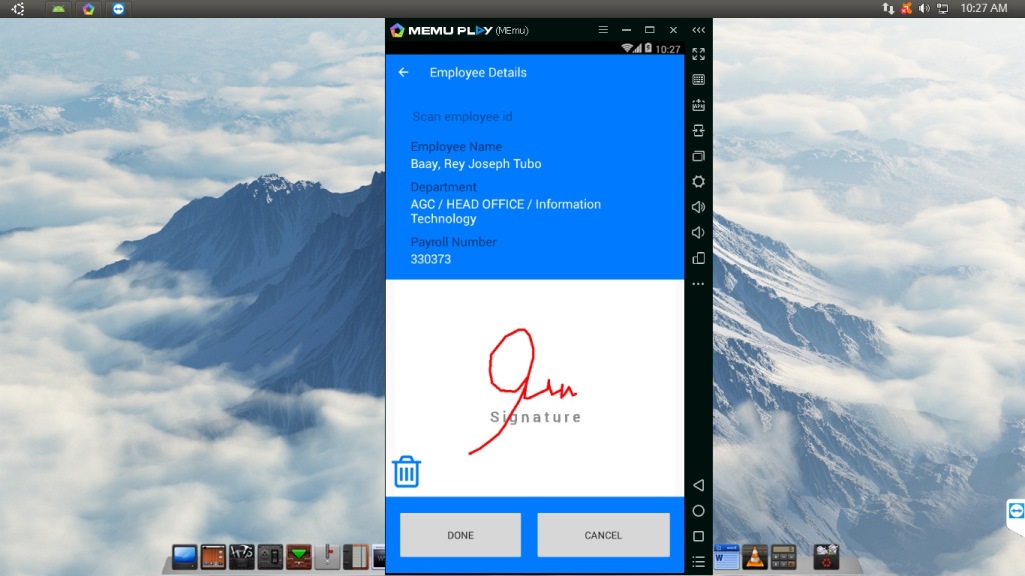 10:27 AM
MEMU PLAY (MEmu)
10:27
Employee Details
Scan employee id
Employee Name
Baay, Rey Joseph Tubo
Department
AGC / HEAD OFFICE / Information
Technology
Payroll Number
330373
Signature
DONE
CANCEL